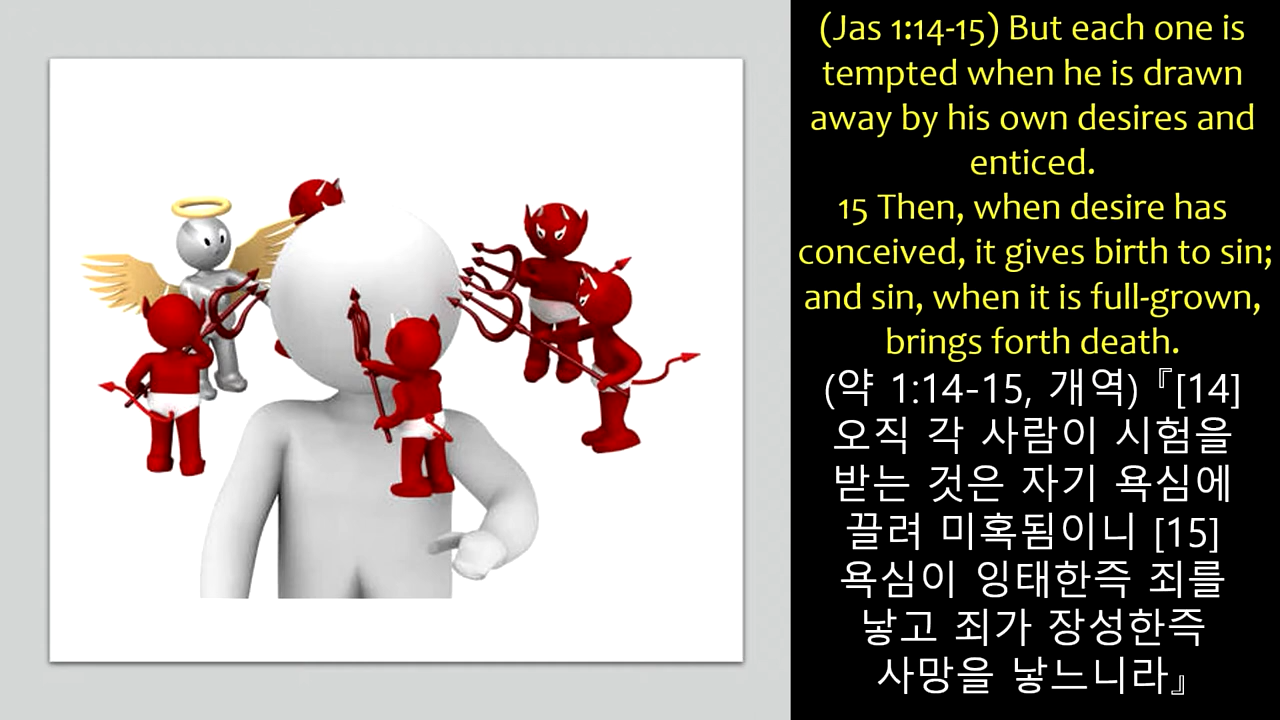 (Jas 1:14-15) But each one is
tempted when he is drawn
away by his own desires and
enticed.
15 Then, when desire has
conceived, it gives birth to sin;
and sin, when it is full-grown,
brings forth death.
(약 1:14-15, 개역) 『[14]
오직 각 사람이 시험을
받는 것은 자기 욕심에
끌려 미혹됨이니 [15]
욕심이 잉태한즉 죄를
낳고 죄가 장성한즉
사망을 낳느니라』